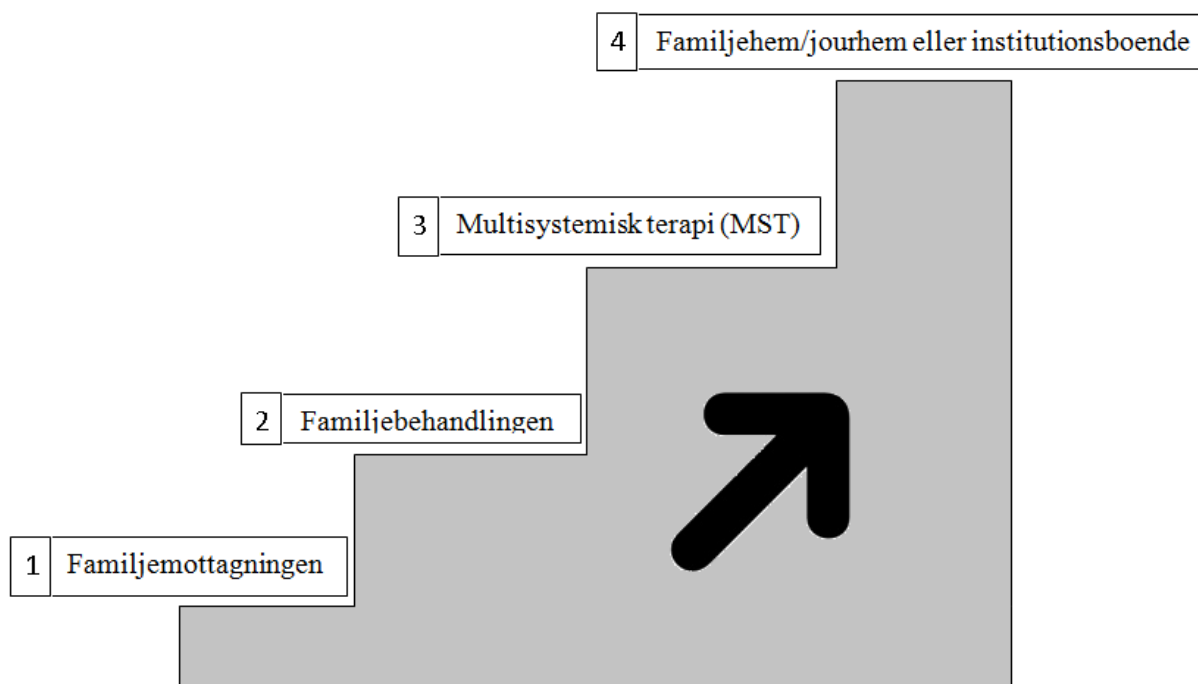 4 Familjehem/jourhem eller institutionsboende
3 Multisystemisk terapi (MST)
2 Familjebehandlingen
1 Familjemottagningen